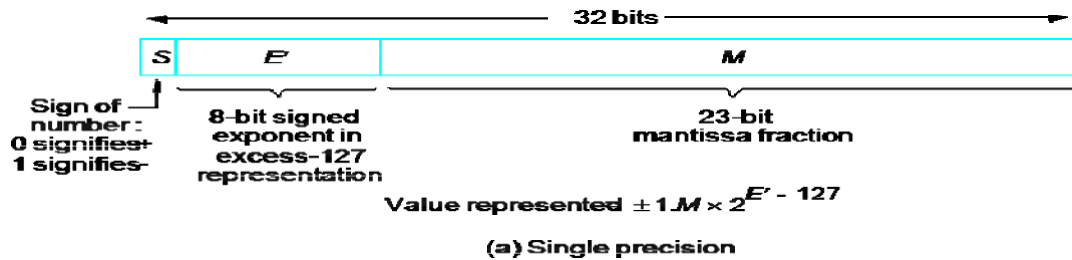 32 bits
S E′ M
Sign of
number :
0 signifies+
1 signifies-
8-bit signed
exponent in
excess-127
representation
23-bit
mantissa fraction
Value represented ± 1.M × 2^E′ - 127
(a) Single precision